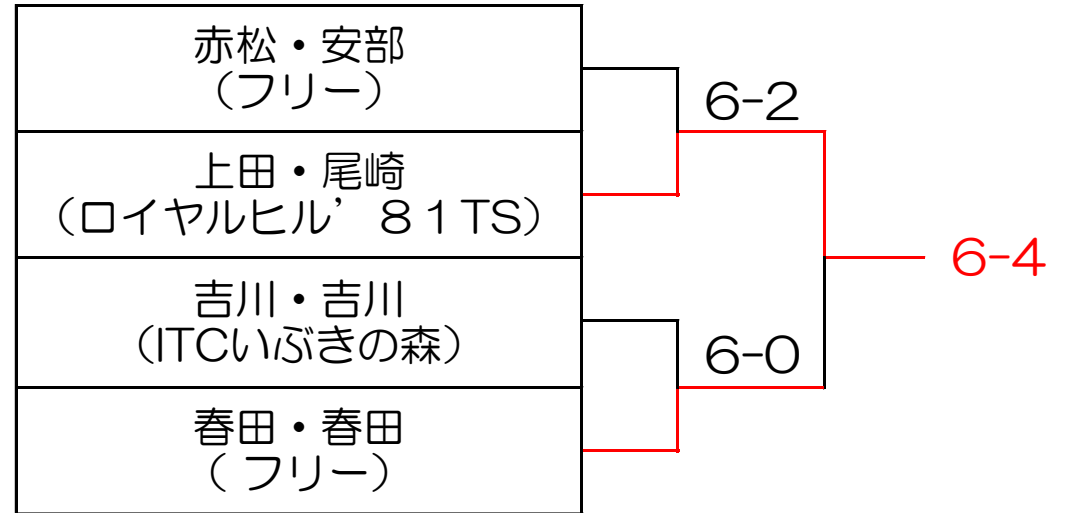 赤松・安部
（フリー）
6-2
上田・尾崎
（ロイヤルヒル’８１TS）
6-4
吉川・吉川
（ITCいぶきの森）
6-0
春田・春田
（ フリー）